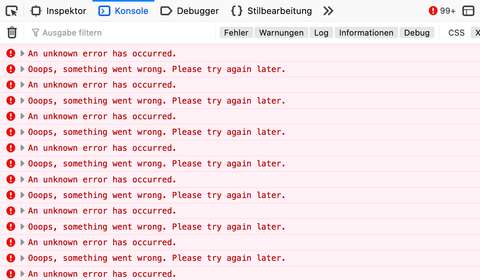 Inspektor Konsole Debugger Stilbearbeitung 99+
Ausgabe filtern Fehler Warnungen Log Informationen Debug CSS X
An unknown error has occurred.
Ooops, something went wrong. Please try again later.
An unknown error has occurred.
Ooops, something went wrong. Please try again later.
An unknown error has occurred.
Ooops, something went wrong. Please try again later.
An unknown error has occurred.
Ooops, something went wrong. Please try again later.
An unknown error has occurred.
Ooops, something went wrong. Please try again later.
An unknown error has occurred.
Ooops, something went wrong. Please try again later.
An unknown error has occurred.
Ooops, something went wrong. Please try again later.
An unknown error has occurred.